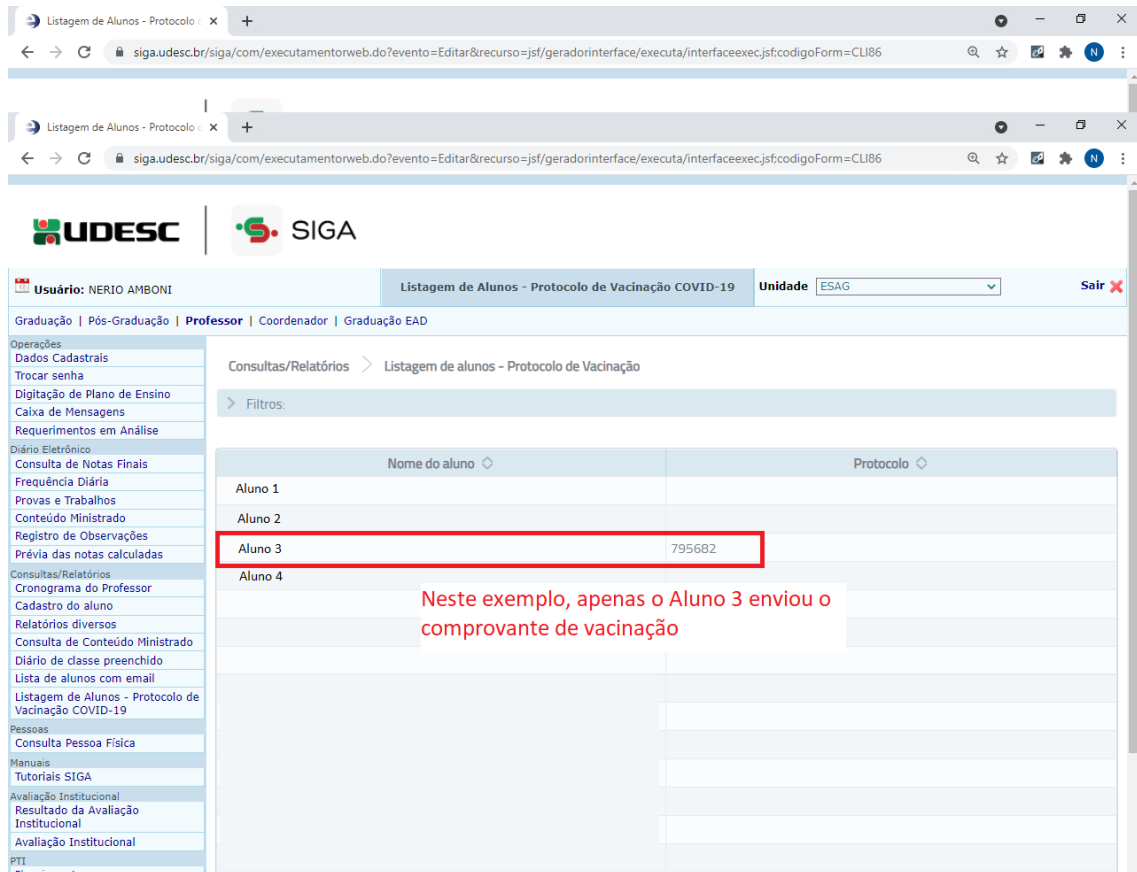 Listagem de Alunos - Protocolo c
siga.udesc.br/siga/com/executamentorweb.do?evento=Editar&recurso=jsf/geradorinterface/executa/interfaceexec.jsf:codigoForm=CLI86
N
Listagem de Alunos - Protocolo c
siga.udesc.br/siga/com/executamentorweb.do?evento=Editar&recurso=jsf/geradorinterface/executa/interfaceexec.jsf:codigoForm=CLI86
N
UDESC
SIGA
Usuário: NERIO AMBONI
Listagem de Alunos - Protocolo de Vacinação COVID-19
Unidade ESAG
Sair
Graduação | Pós-Graduação | Professor | Coordenador | Graduação EAD
Operações
Dados Cadastrais
Trocar senha
Digitação de Plano de Ensino
Caixa de Mensagens
Requerimentos em Análise
Diário Eletrônico
Consulta de Notas Finais
Frequência Diária
Provas e Trabalhos
Conteúdo Ministrado
Registro de Observações
Prévia das notas calculadas
Consultas/Relatórios
Cronograma do Professor
Cadastro do aluno
Relatórios diversos
Consulta de Conteúdo Ministrado
Diário de classe preenchido
Lista de alunos com email
Listagem de Alunos - Protocolo de
Vacinação COVID-19
Pessoas
Consulta Pessoa Física
Manuais
Tutoriais SIGA
Avaliação Institucional
Resultado da Avaliação
Institucional
Avaliação Institucional
PTI
Consultas/Relatórios
Listagem de alunos - Protocolo de Vacinação
Filtros:
Nome do aluno
Protocolo
Aluno 1
Aluno 2
Aluno 3 795682
Aluno 4
Neste exemplo, apenas o Aluno 3 enviou o
comprovante de vacinação